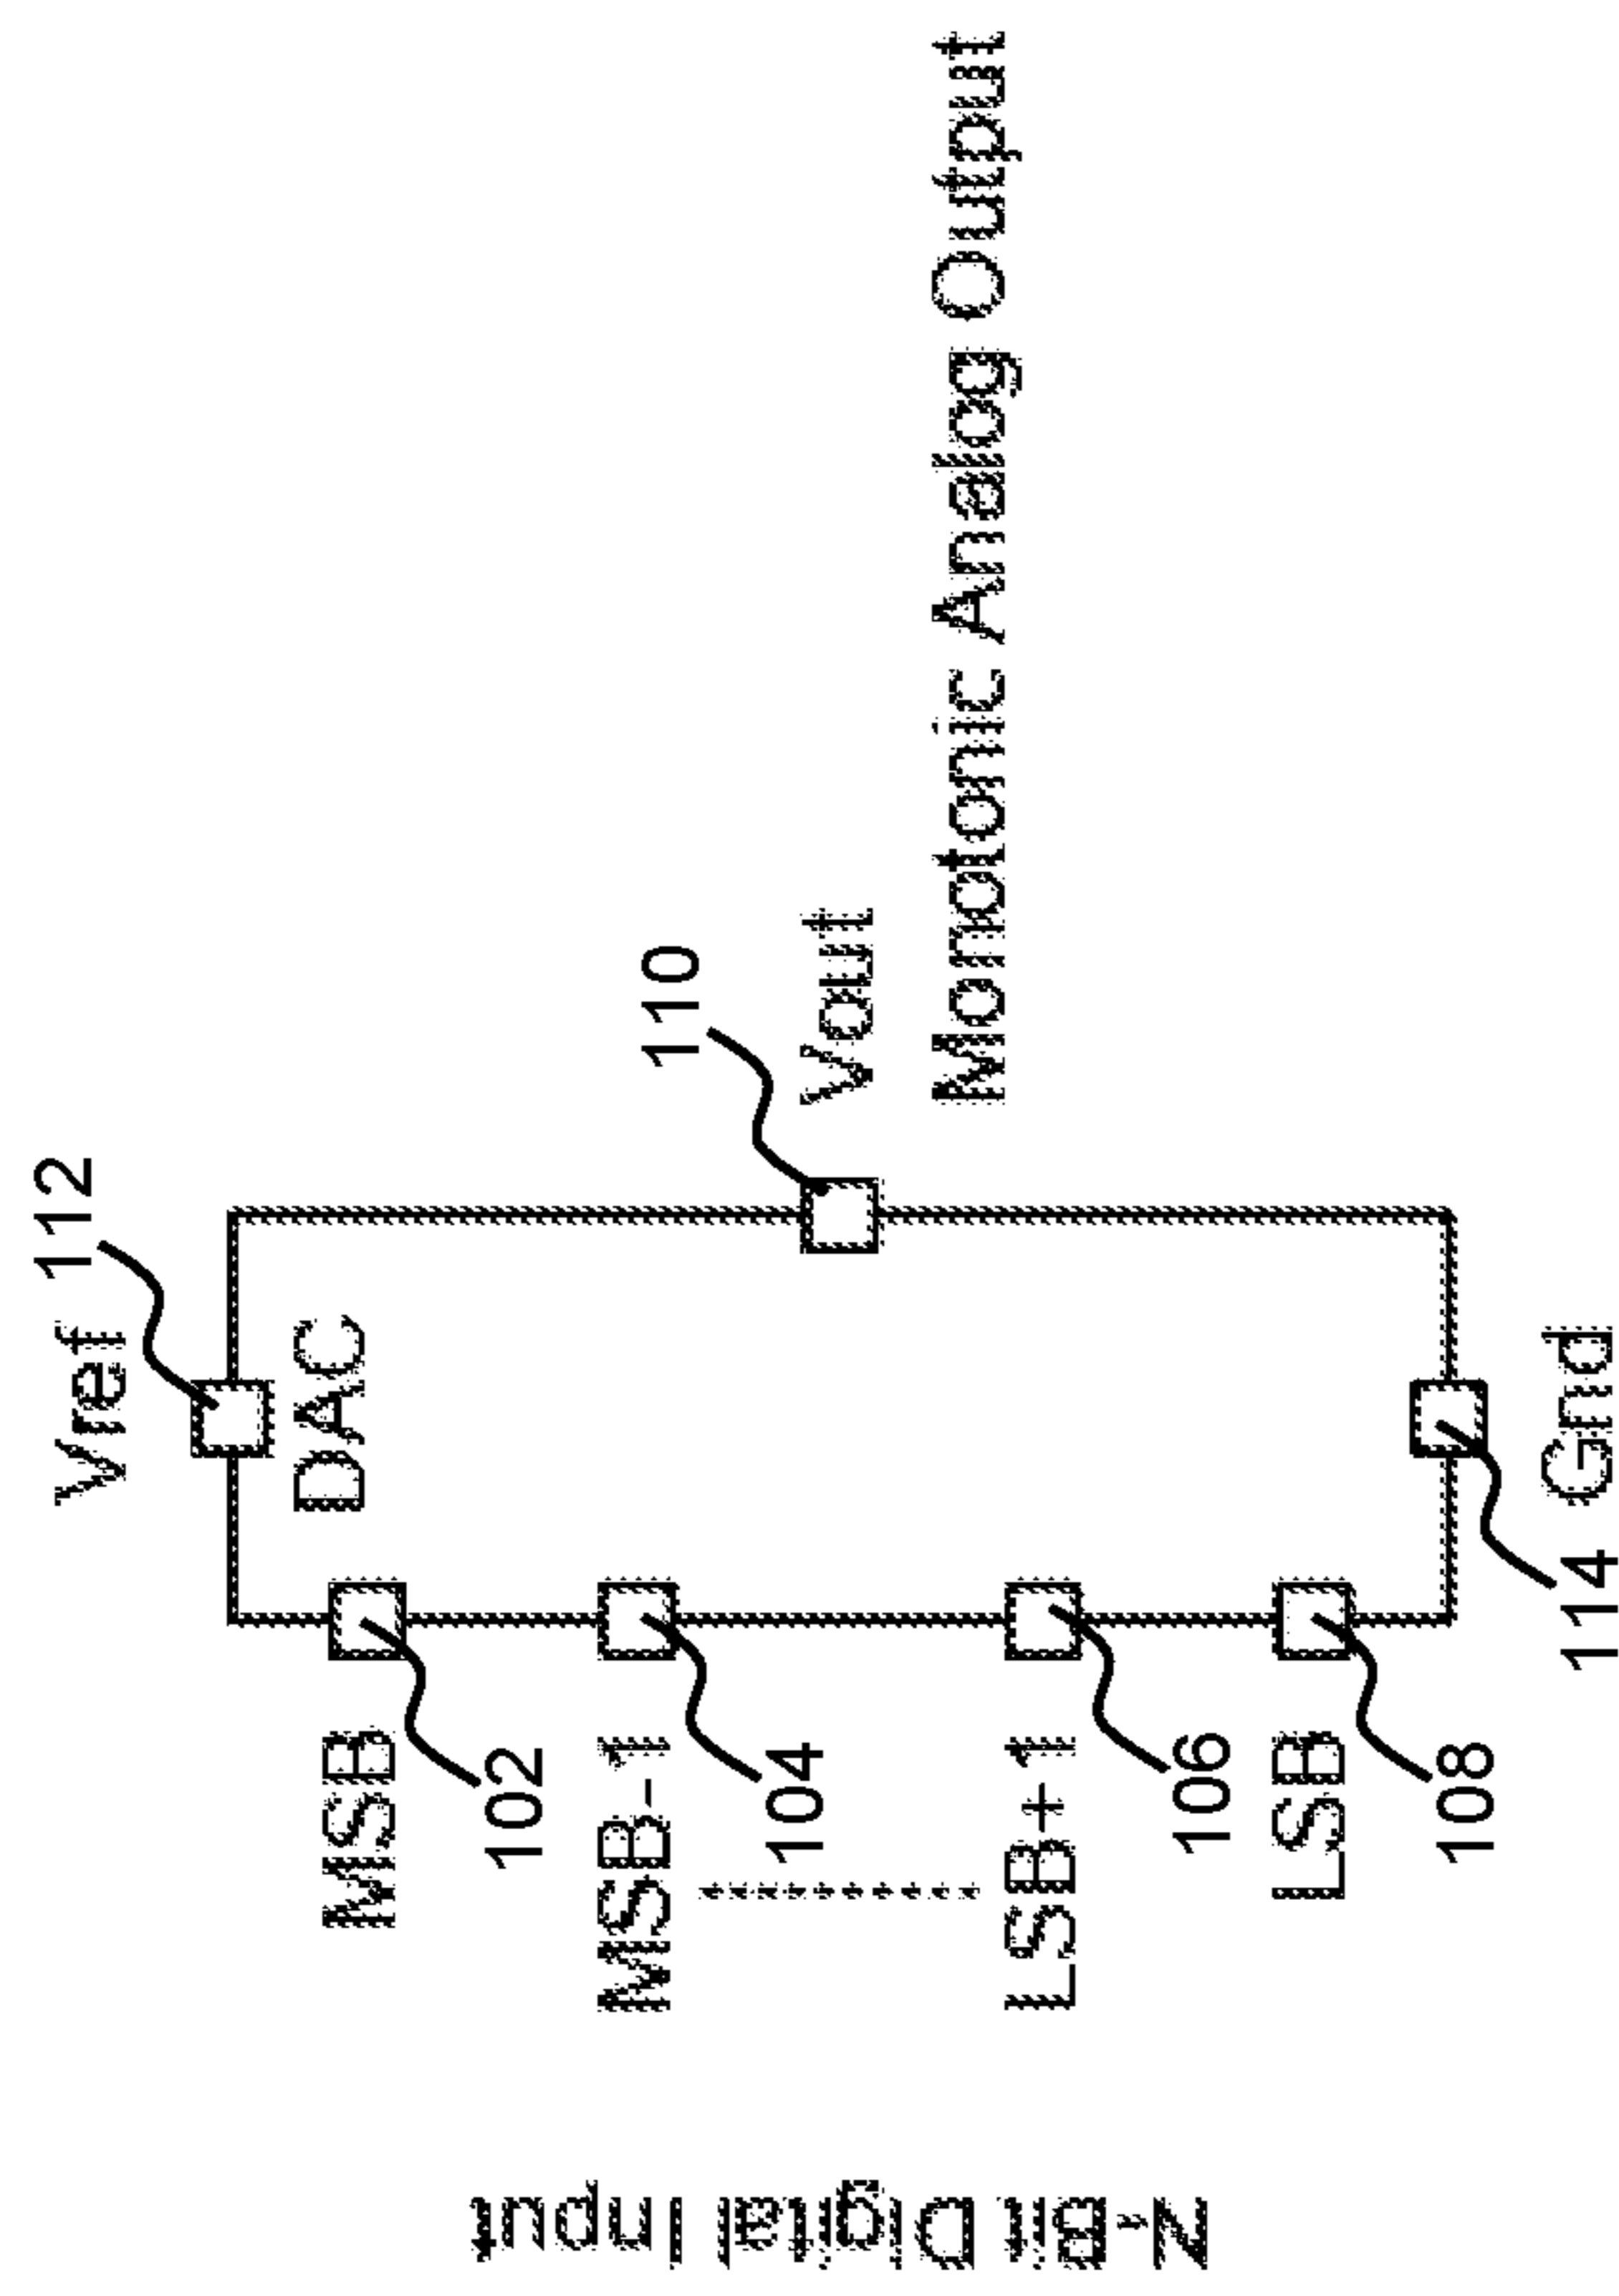 Vref 112
DAC
MSB
102
MSB-1
104
.........
LSB+1
106
LSB
108
N-Bit Digital Input
110
Vout
Monotonic Analog Output
114 Gnd